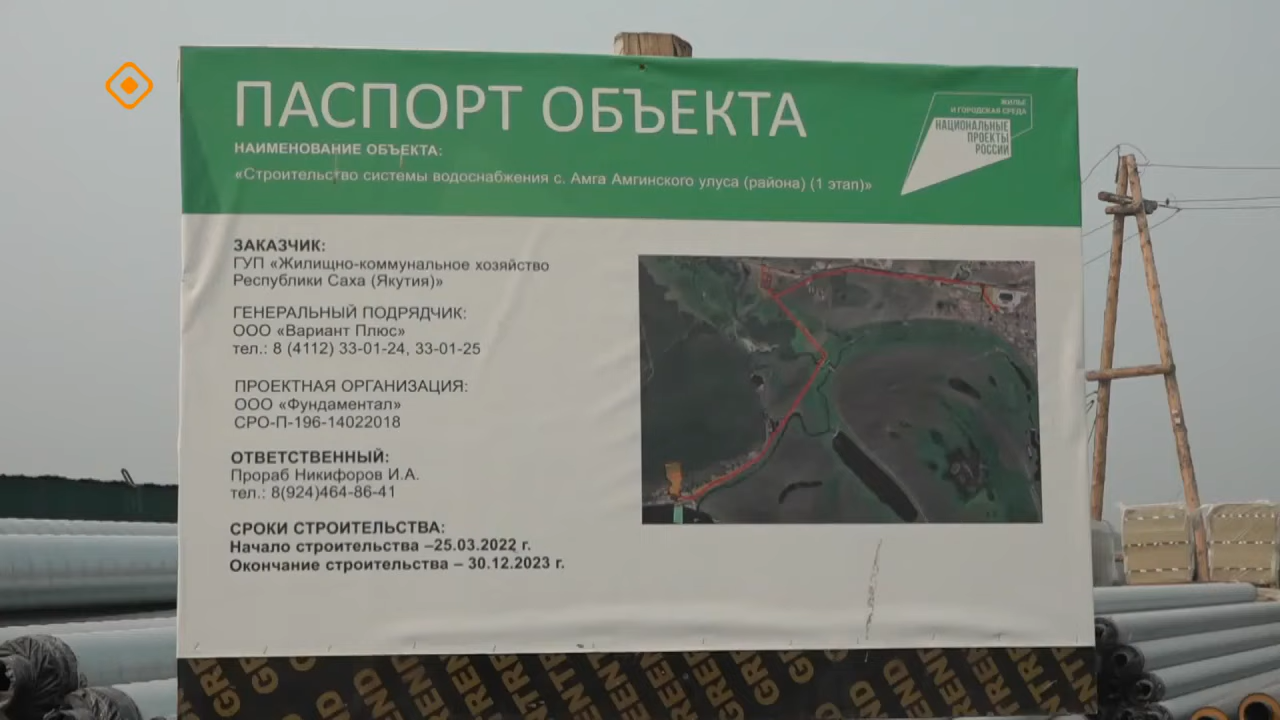 ПАСПОРТ ОБЪЕКТА
НАИМЕНОВАНИЕ ОБЪЕКТА:
«Строительство системы водоснабжения с. Амга Амгинского улуса (района) (1 этап)»
ЖИЛЬЕ
И ГОРОДСКАЯ СРЕДА
НАЦИОНАЛЬНЫЕ
ПРОЕКТЫ
РОССИИ
ЗАКАЗЧИК:
ГУП «Жилищно-коммунальное хозяйство
Республики Саха (Якутия)»
ГЕНЕРАЛЬНЫЙ ПОДРЯДЧИК:
ООО «Вариант Плюс»
тел.: 8 (4112) 33-01-24, 33-01-25
ПРОЕКТНАЯ ОРГАНИЗАЦИЯ:
ООО «Фундаментал»
СРО-П-196-14022018
ОТВЕТСТВЕННЫЙ:
Прораб Никифоров И.А.
тел.: 8(924)464-86-41
СРОКИ СТРОИТЕЛЬСТВА:
Начало строительства –25.03.2022 г.
Окончание строительства – 30.12.2023 г.